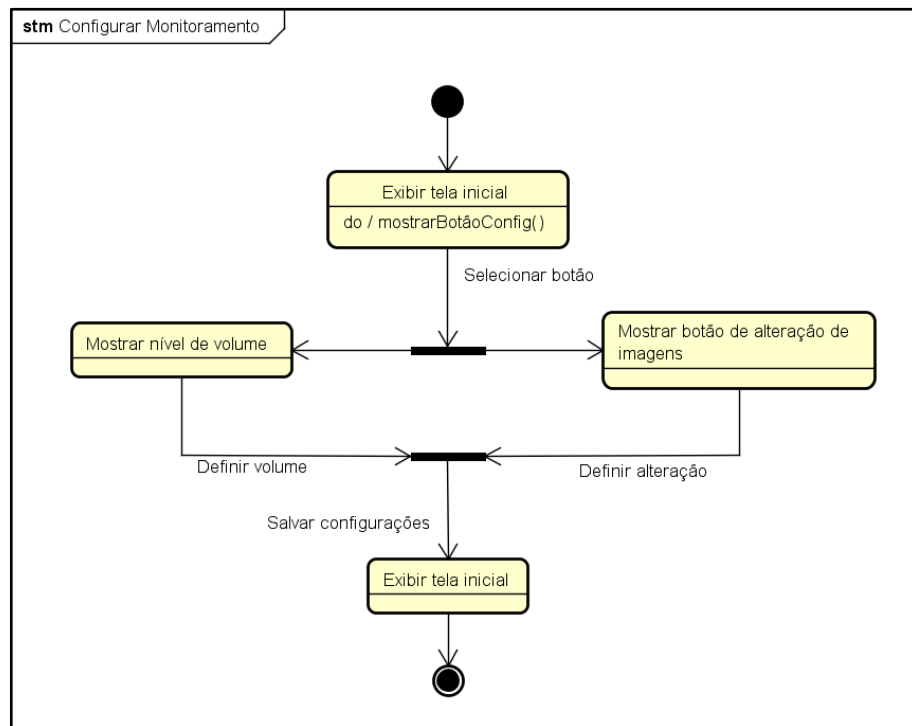 stm Configurar Monitoramento
Exibir tela inicial
do / mostrarBotãoConfig()
Selecionar botão
Mostrar nível de volume
Mostrar botão de alteração de
imagens
Definir volume
Definir alteração
Salvar configurações
Exibir tela inicial